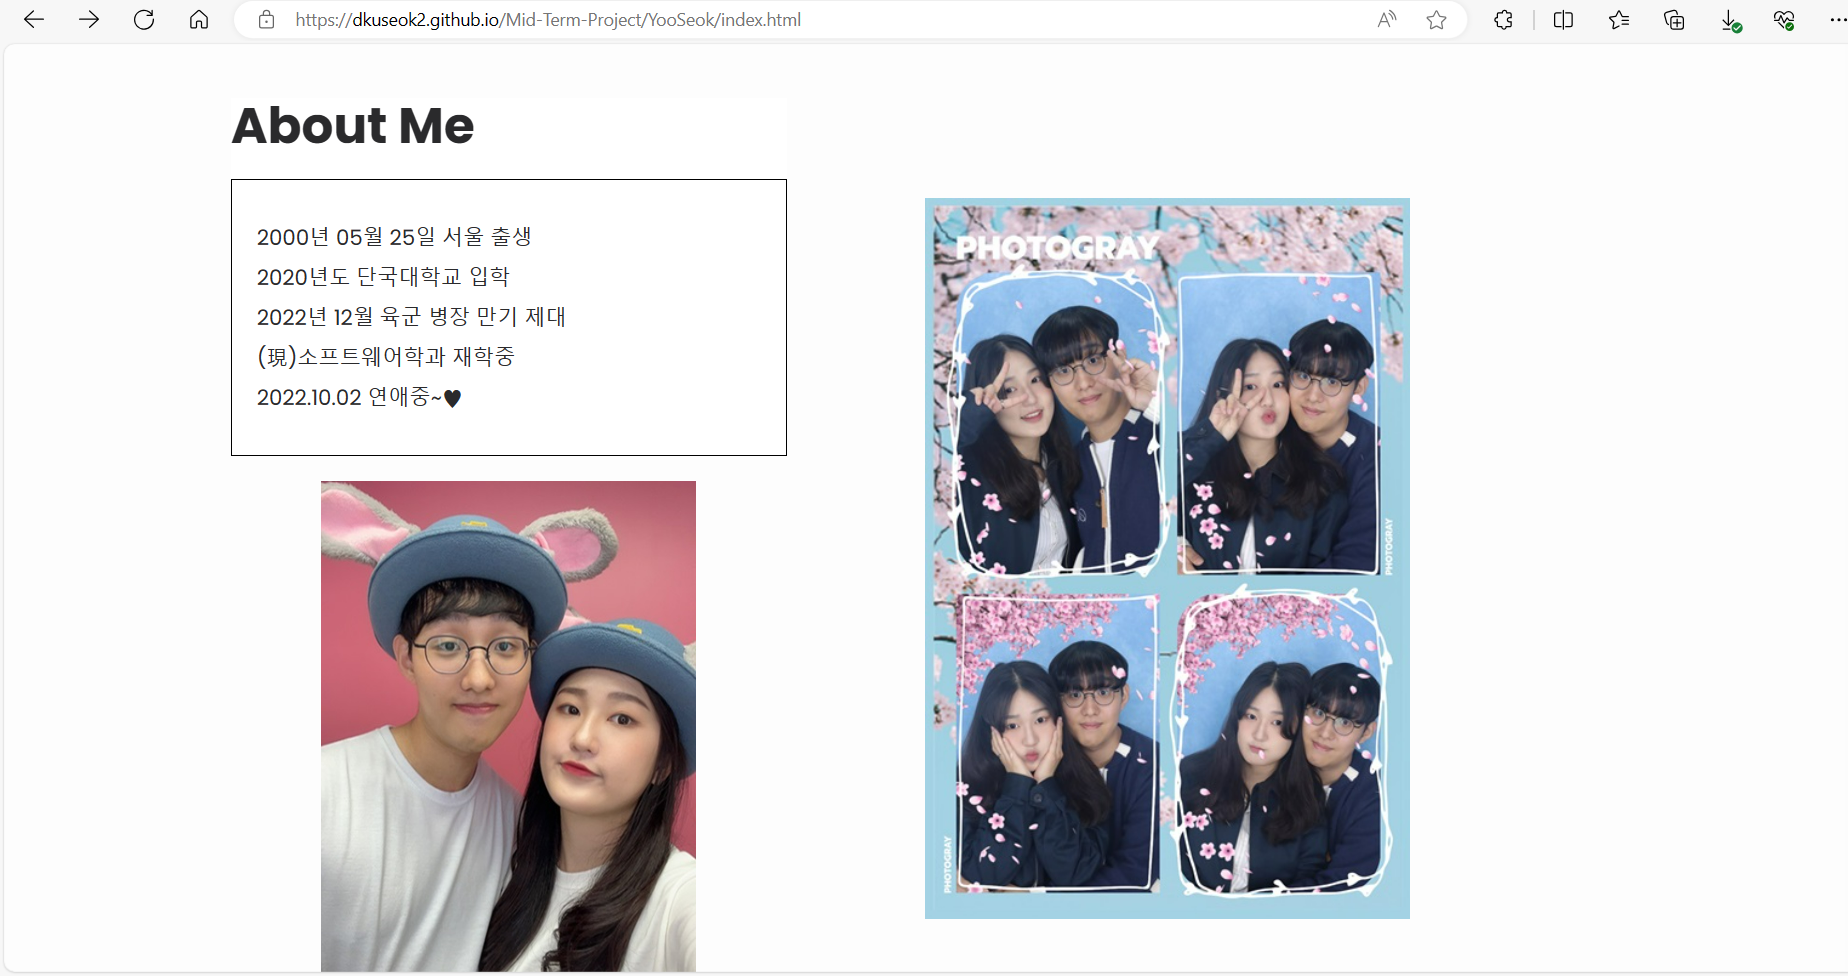 https://dkuseok2.github.io/Mid-Term-Project/YooSeok/index.html
About Me
2000년 05월 25일 서울 출생
2020년도 단국대학교 입학
2022년 12월 육군 병장 만기 제대
(現)소프트웨어학과 재학중
2022.10.02 연애중~♥
PHOTOGRAY
PHOTOGRAY
PHOTOGRAY